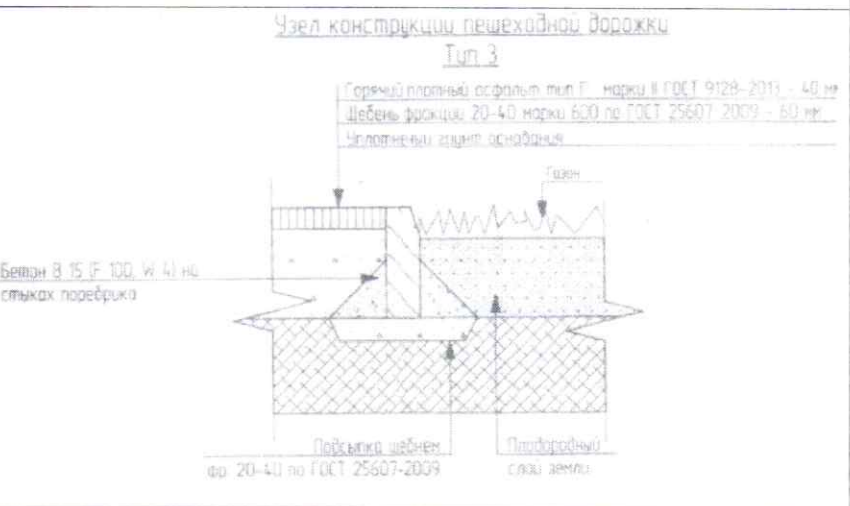 Узел конструкции пешеходной дорожки
Тип 3
Горячий плотный асфальт тип Г марки II ГОСТ 9128-2013 - 40 мм
Щебень фракции 20-40 марки 600 по ГОСТ 25607-2009 - 60 мм
Уплотненый грунт основания
Газон
Бетон В 15 (F 100, W 4) на
стыках поребрика
Подсыпка щебнем
фр. 20-40 по ГОСТ 25607-2009
Плодородный
слой земли